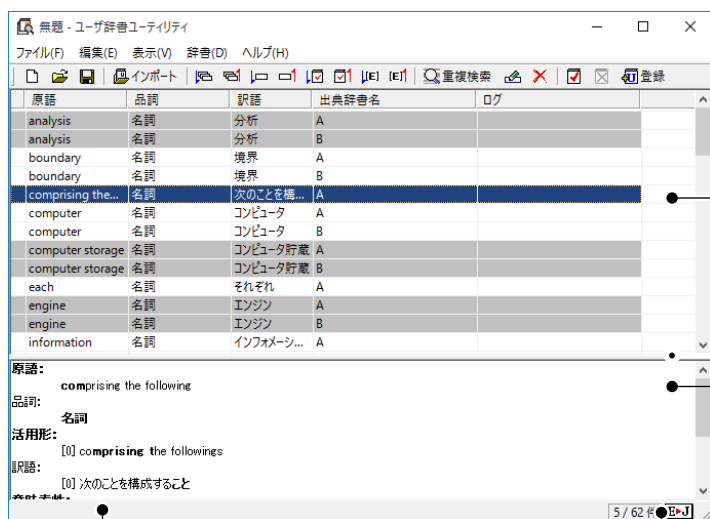 無題 - ユーザ辞書ユーティリティ
ファイル(F) 編集(E) 表示(V) 辞書(D) ヘルプ(H)
インポート [E] [E] 重複検索 登録
原語 品詞 訳語 出典辞書名 ログ
analysis 名詞 分析 A
analysis 名詞 分析 B
boundary 名詞 境界 A
boundary 名詞 境界 B
comprising the... 名詞 次のことを構... A
computer 名詞 コンピュータ A
computer 名詞 コンピュータ B
computer storage 名詞 コンピュータ貯蔵 A
computer storage 名詞 コンピュータ貯蔵 B
each 名詞 それぞれ A
engine 名詞 エンジン A
engine 名詞 エンジン B
information 名詞 インフォメーシ... A
原語:
comprising the following
品詞:
名詞
活用形:
[0] comprising the followings
訳語:
[0] 次のことを構成すること
5 / 62 E▶J